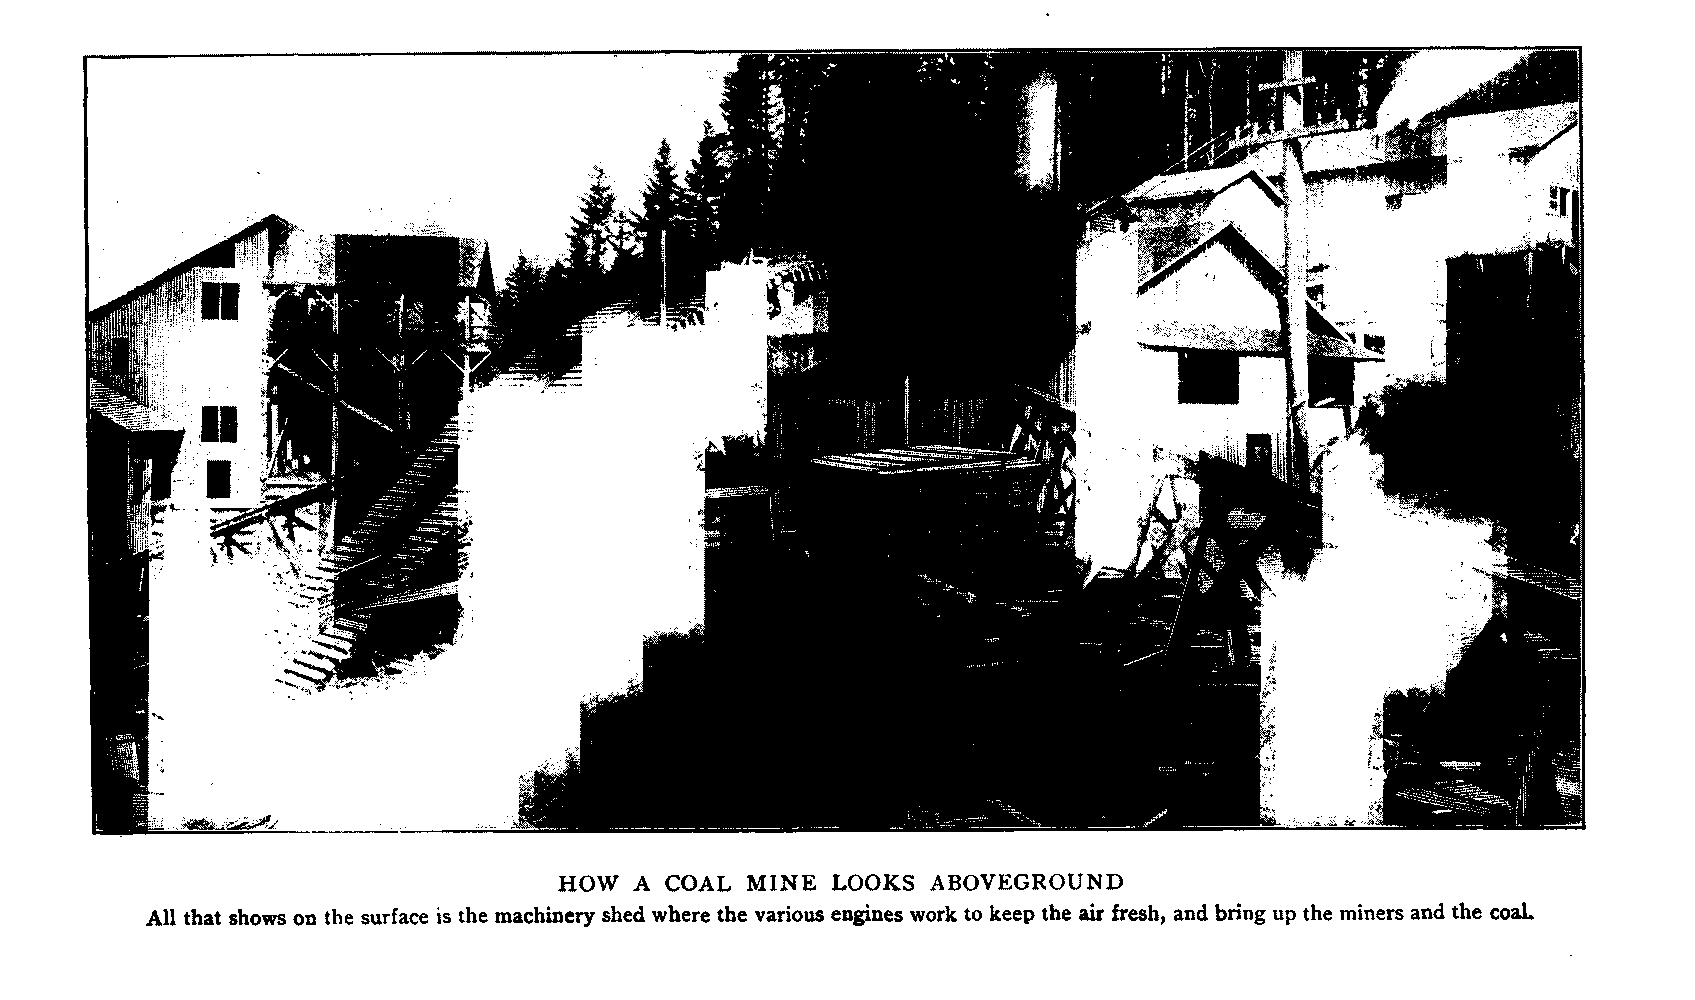 HOW A COAL MINE LOOKS ABOVEGROUND
All that shows on the surface is the machinery shed where the various engines work to keep the air fresh, and bring up the miners and the coal.